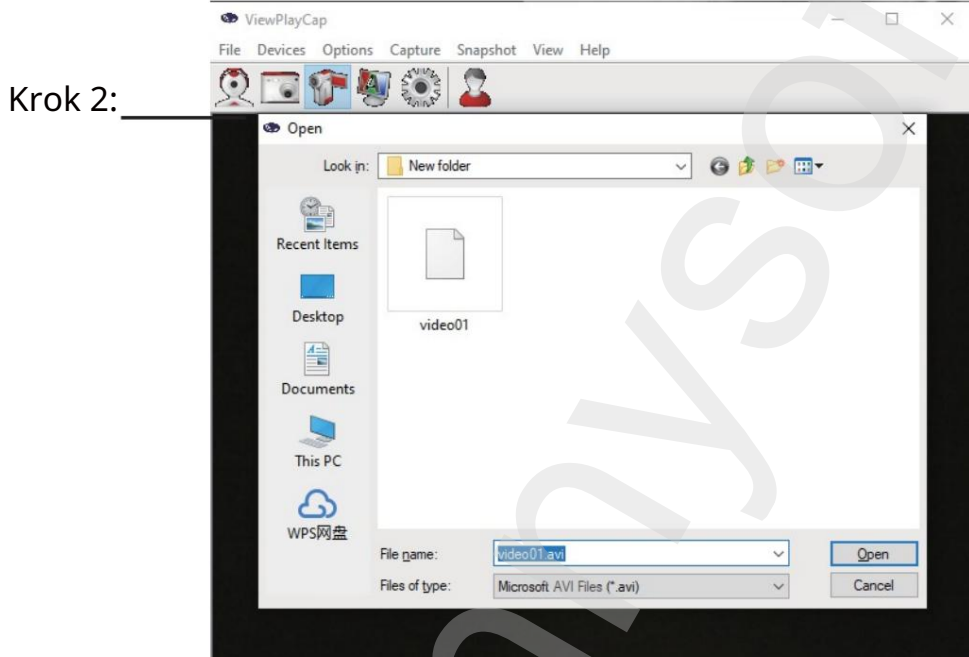 ViewPlayCap
File Devices Options Capture Snapshot View Help
Krok 2:
Open
Look in: New folder
Recent Items
Desktop
Documents
This PC
WPS网盘
video01
File name: video01.avi Open
Files of type: Microsoft AVI Files (*.avi) Cancel